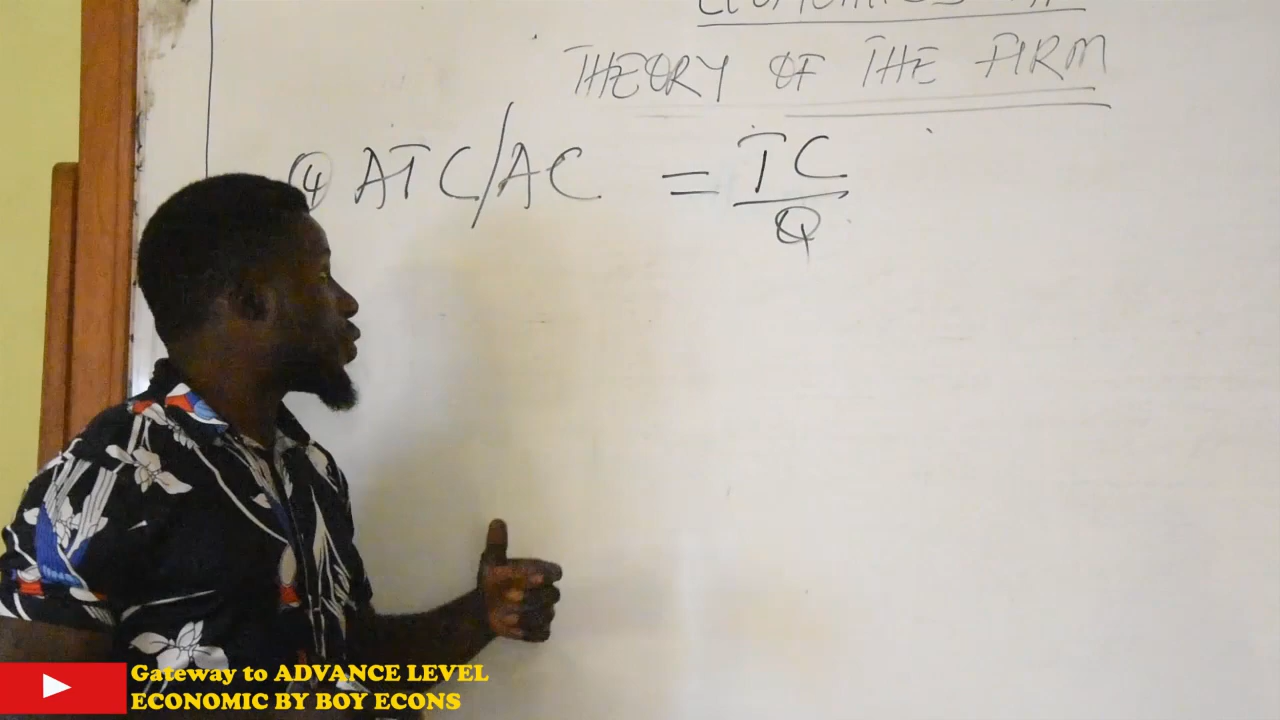 THEORY OF THE FIRM
④ ATC/AC = TC/Q
Gateway to ADVANCE LEVEL
ECONOMIC BY BOY ECONS